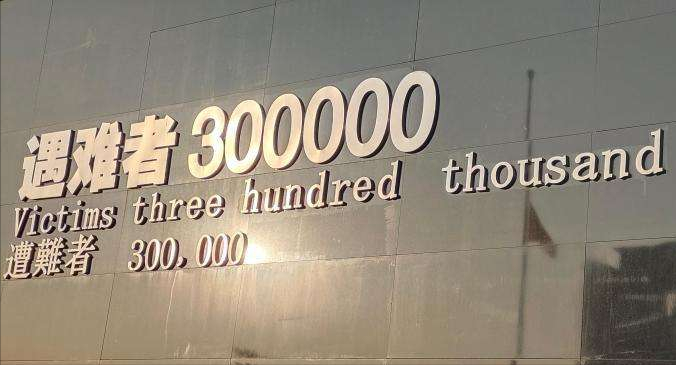 遇难者 300000
Victims three hundred thousand
遭難者 300,000